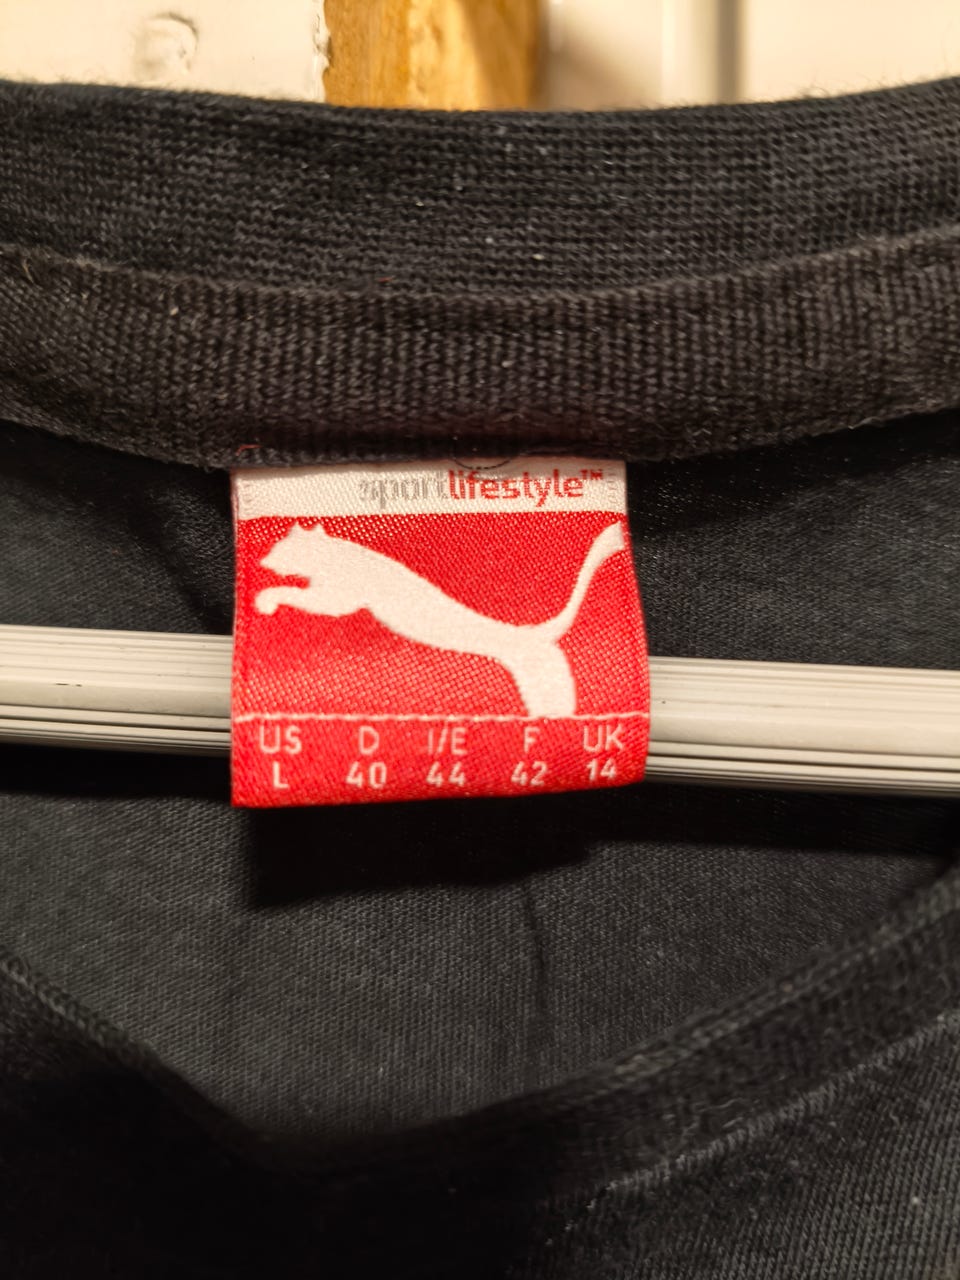 sportlifestyle™
US D I/E F UK
L 40 44 42 14